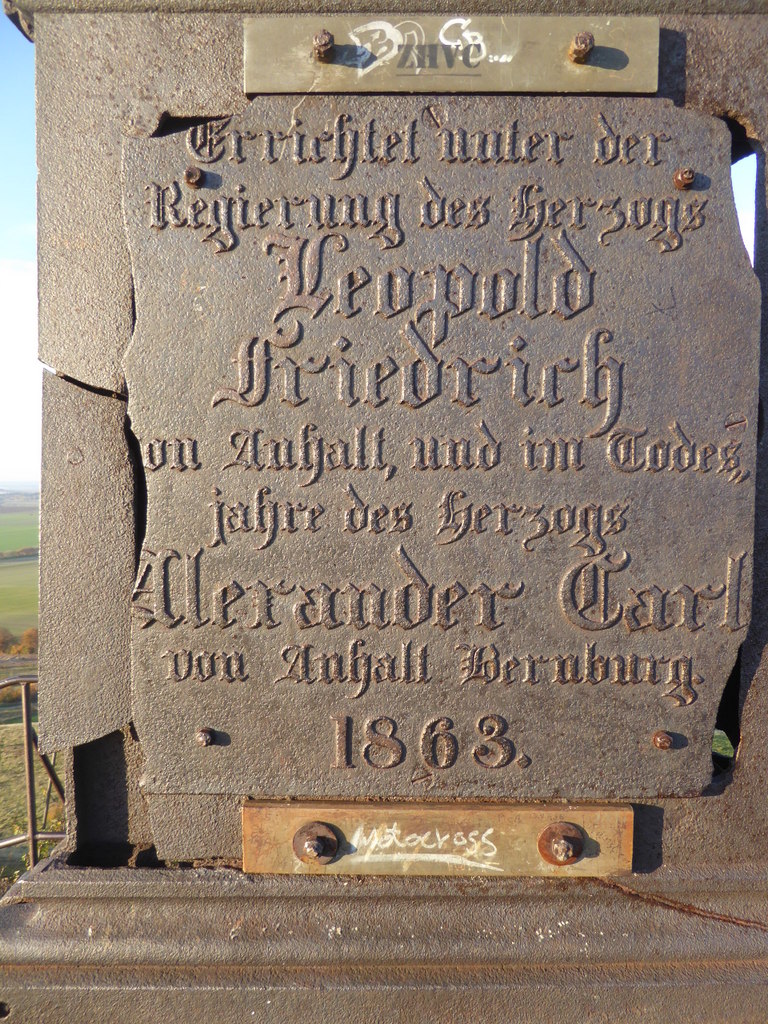 ZHVC
Errichtet unter der
Regierung des Herzogs
Leopold
Friedrich
von Anhalt, und im Todes„
jahre des Herzogs
Alexander Carl
von Anhalt Bernburg.
1863.
Motocross